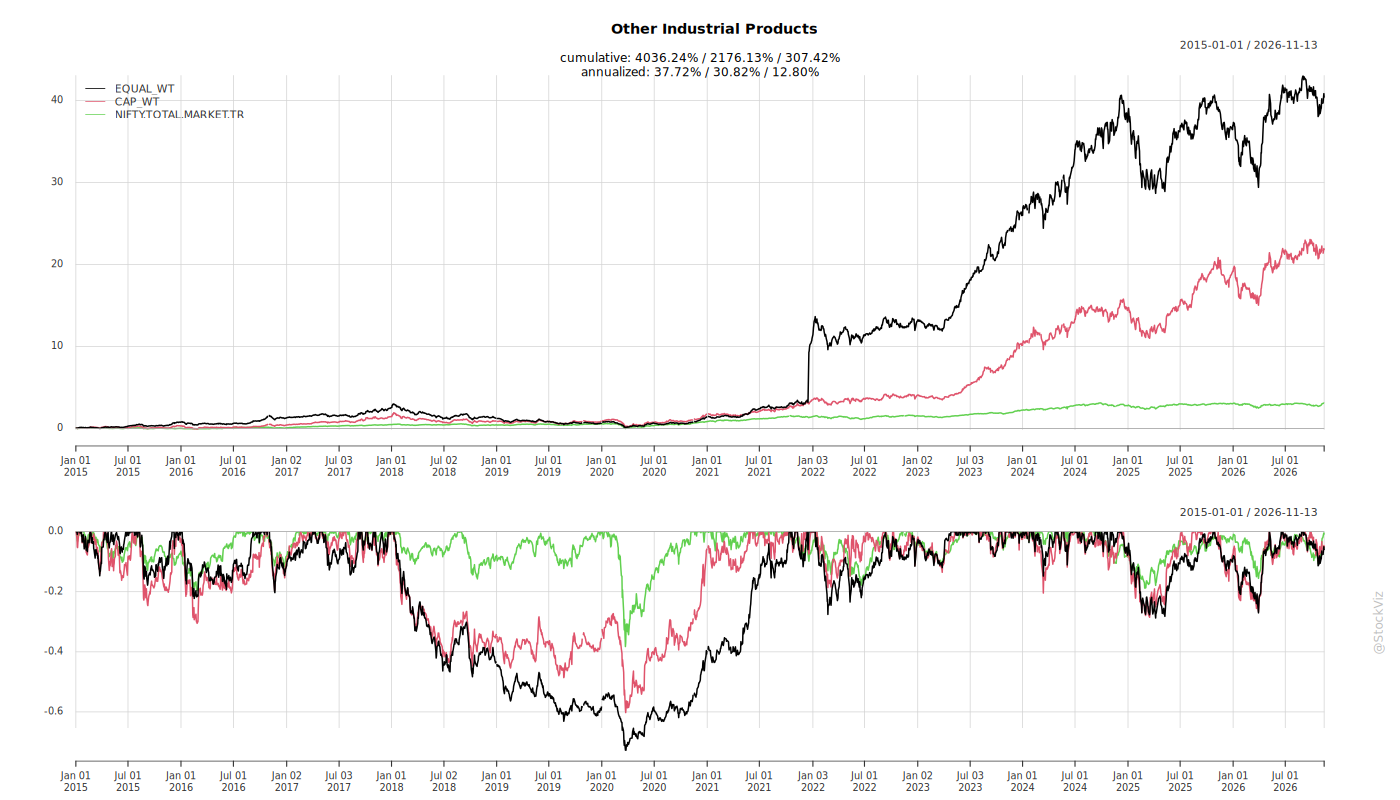 Other Industrial Products
2015-01-01 / 2026-11-13
cumulative: 4036.24% / 2176.13% / 307.42%
annualized: 37.72% / 30.82% / 12.80%
EQUAL_WT
CAP_WT
NIFTY.TOTAL.MARKET.TR
40
30
20
10
0
Jan 01 Jul 01 Jan 01 Jul 01 Jan 02 Jul 03 Jan 01 Jul 02 Jan 01 Jul 01 Jan 01 Jul 01 Jan 01 Jul 01 Jan 03 Jul 01 Jan 02 Jul 03 Jan 01 Jul 01 Jan 01 Jul 01 Jan 01 Jul 01
2015 2015 2016 2016 2017 2017 2018 2018 2019 2019 2020 2020 2021 2021 2022 2022 2023 2023 2024 2024 2025 2025 2026 2026
2015-01-01 / 2026-11-13
0.0
-0.2
-0.4
-0.6
Jan 01 Jul 01 Jan 01 Jul 01 Jan 02 Jul 03 Jan 01 Jul 02 Jan 01 Jul 01 Jan 01 Jul 01 Jan 01 Jul 01 Jan 03 Jul 01 Jan 02 Jul 03 Jan 01 Jul 01 Jan 01 Jul 01 Jan 01 Jul 01
2015 2015 2016 2016 2017 2017 2018 2018 2019 2019 2020 2020 2021 2021 2022 2022 2023 2023 2024 2024 2025 2025 2026 2026
@StockViz